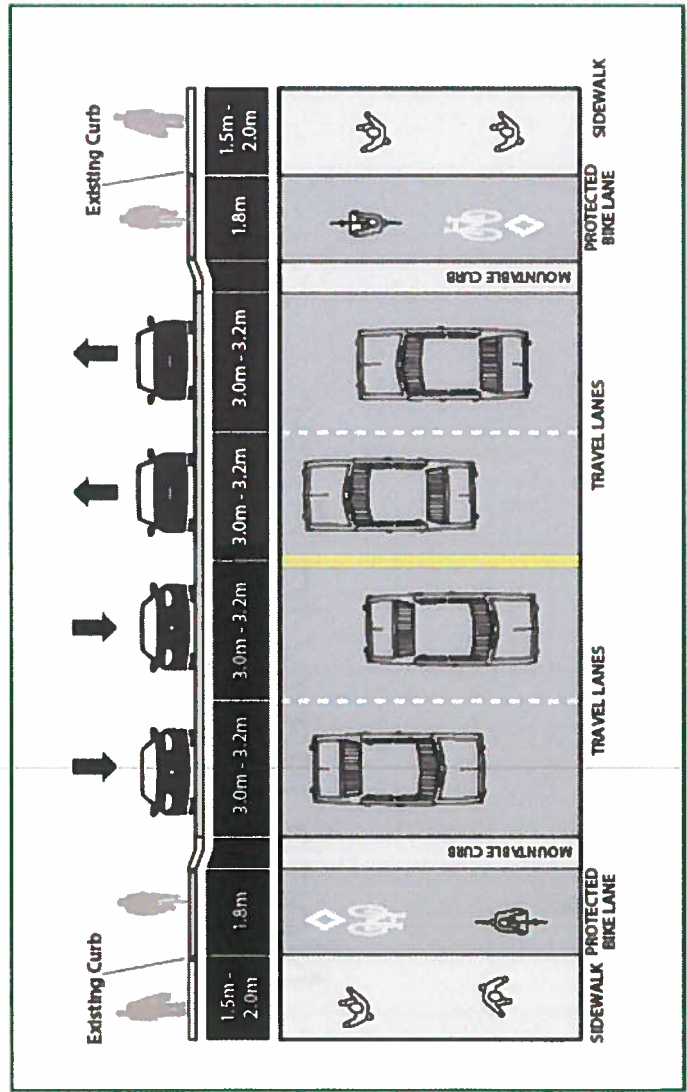 Existing Curb
Existing Curb
1.5m -
2.0m
1.8m
3.0m - 3.2m
3.0m - 3.2m
3.0m - 3.2m
3.0m - 3.2m
1.8m
1.5m -
2.0m
MOUNTABLE CURB
MOUNTABLE CURB
SIDEWALK
PROTECTED
BIKE LANE
TRAVEL LANES
TRAVEL LANES
PROTECTED
BIKE LANE
SIDEWALK